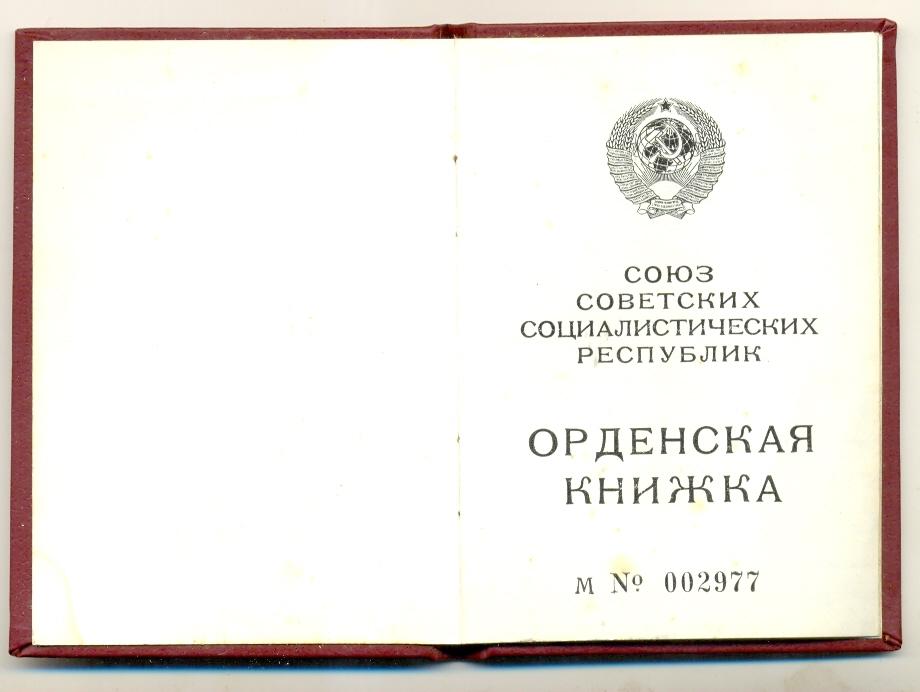 СОЮЗ
СОВЕТСКИХ
СОЦИАЛИСТИЧЕСКИХ
РЕСПУБЛИК
ОРДЕНСКАЯ
КНИЖКА
М № 002977